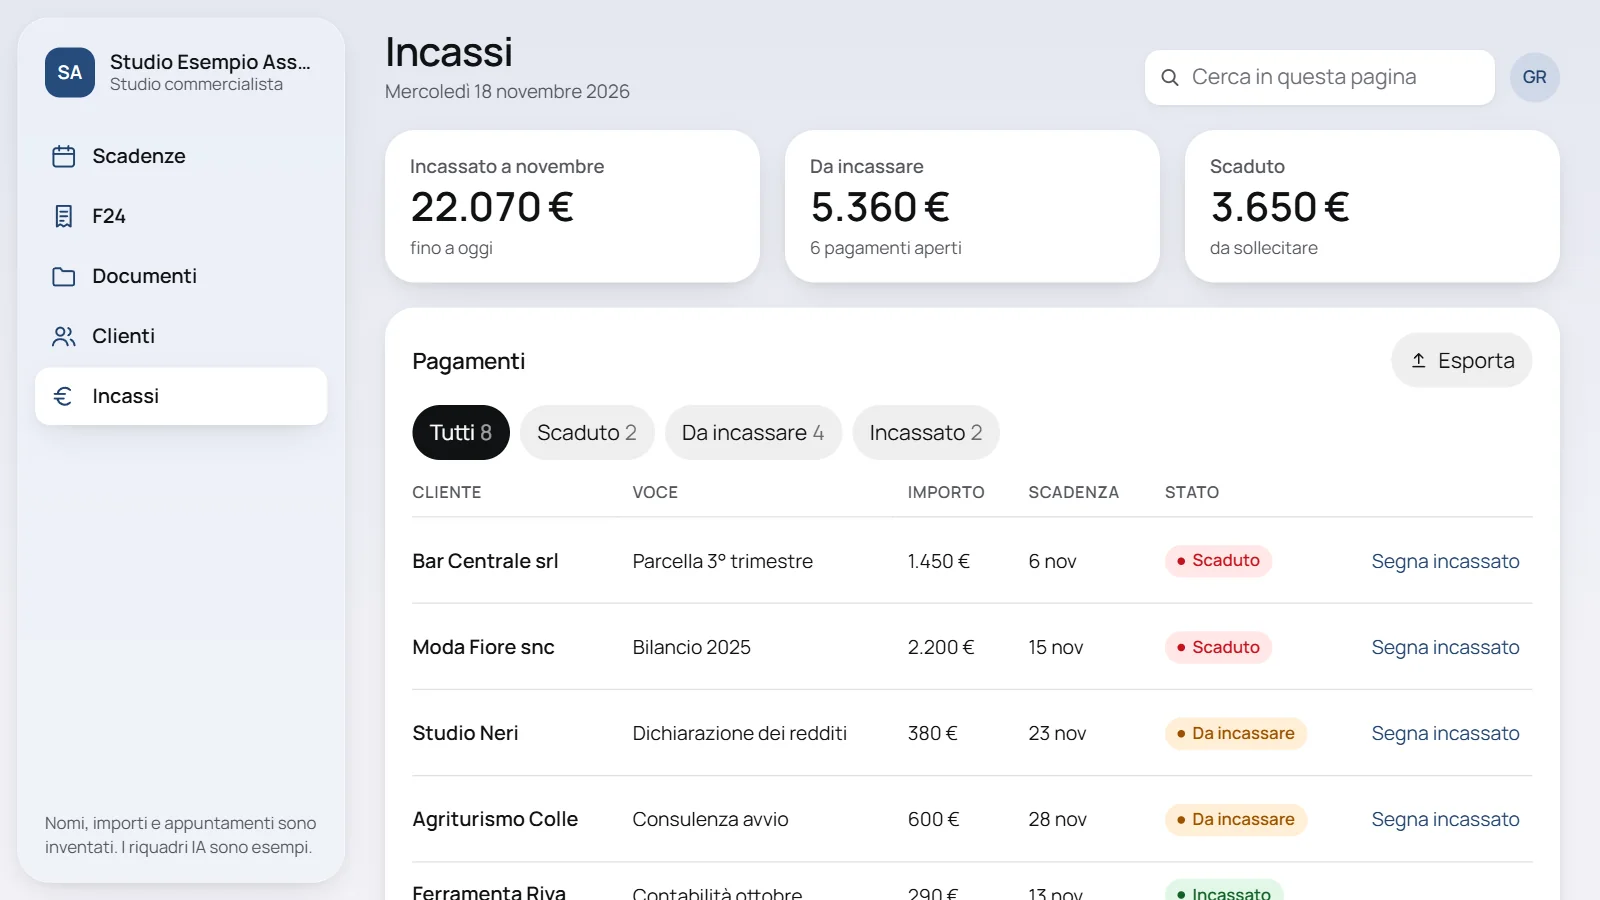 SA
Studio Esempio Ass...
Studio commercialista
Scadenze
F24
Documenti
Clienti
Incassi
Nomi, importi e appuntamenti sono
inventati. I riquadri IA sono esempi.
Incassi
Mercoledì 18 novembre 2026
Cerca in questa pagina
GR
Incassato a novembre
22.070 €
fino a oggi
Da incassare
5.360 €
6 pagamenti aperti
Scaduto
3.650 €
da sollecitare
Pagamenti
Esporta
Tutti 8
Scaduto 2
Da incassare 4
Incassato 2
CLIENTE VOCE IMPORTO SCADENZA STATO
Bar Centrale srl Parcella 3° trimestre 1.450 € 6 nov Scaduto Segna incassato
Moda Fiore snc Bilancio 2025 2.200 € 15 nov Scaduto Segna incassato
Studio Neri Dichiarazione dei redditi 380 € 23 nov Da incassare Segna incassato
Agriturismo Colle Consulenza avvio 600 € 28 nov Da incassare Segna incassato
Ferramenta Riva Contabilità ottobre 290 € 13 nov Incassato